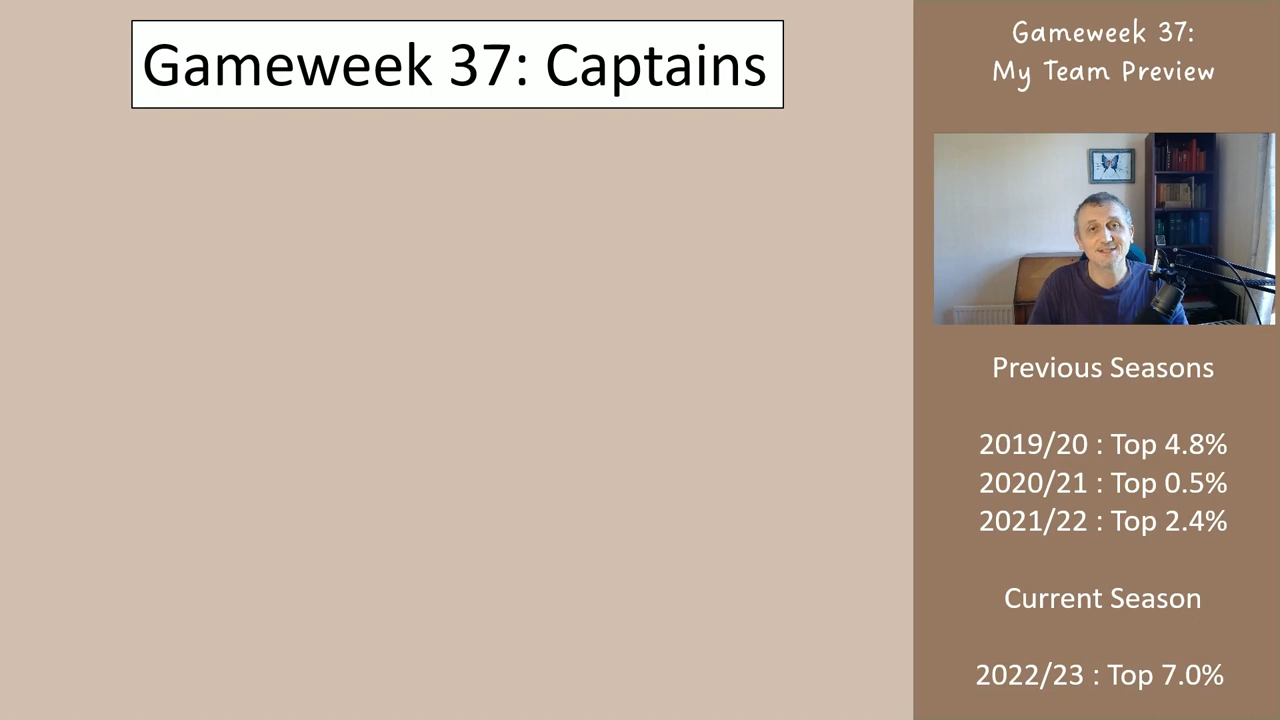 Gameweek 37: Captains
Gameweek 37:
My Team Preview
Previous Seasons
2019/20 : Top 4.8%
2020/21 : Top 0.5%
2021/22 : Top 2.4%
Current Season
2022/23 : Top 7.0%